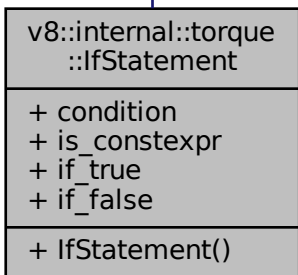 v8::internal::torque
::IfStatement
+ condition
+ is_constexpr
+ if_true
+ if_false
+ IfStatement()